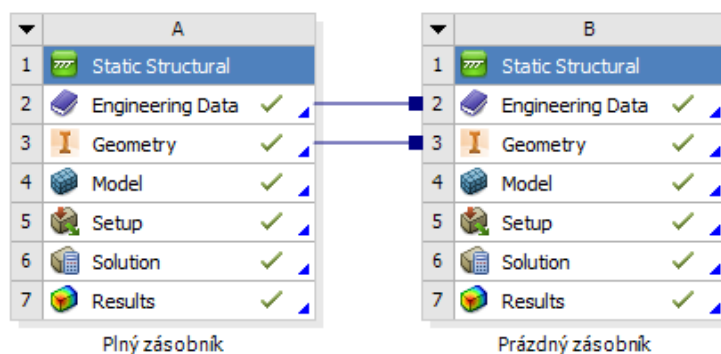 A
1 Static Structural
2 Engineering Data
3 Geometry
4 Model
5 Setup
6 Solution
7 Results
Plný zásobník
B
1 Static Structural
2 Engineering Data
3 Geometry
4 Model
5 Setup
6 Solution
7 Results
Prázdný zásobník